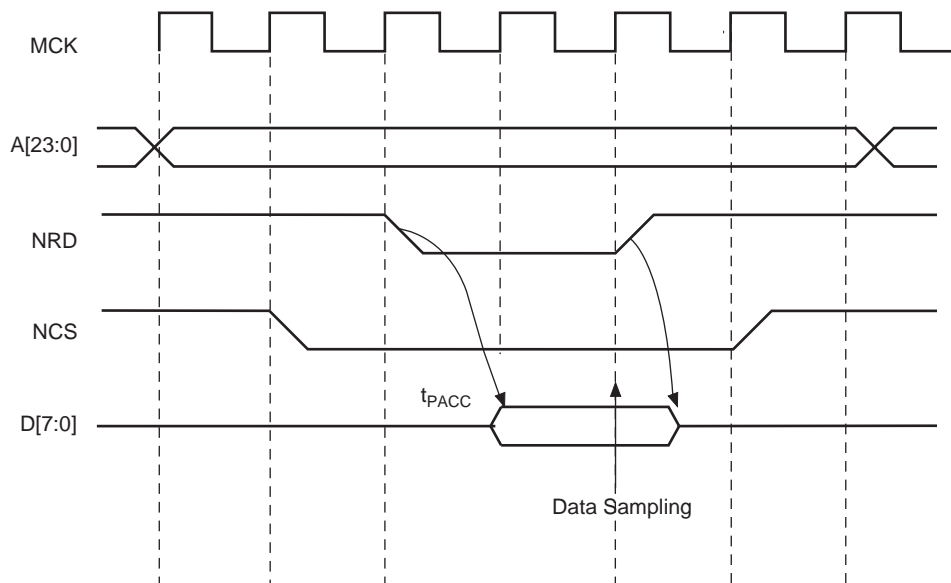 MCK
A[23:0]
NRD
NCS
tPACC
D[7:0]
Data Sampling